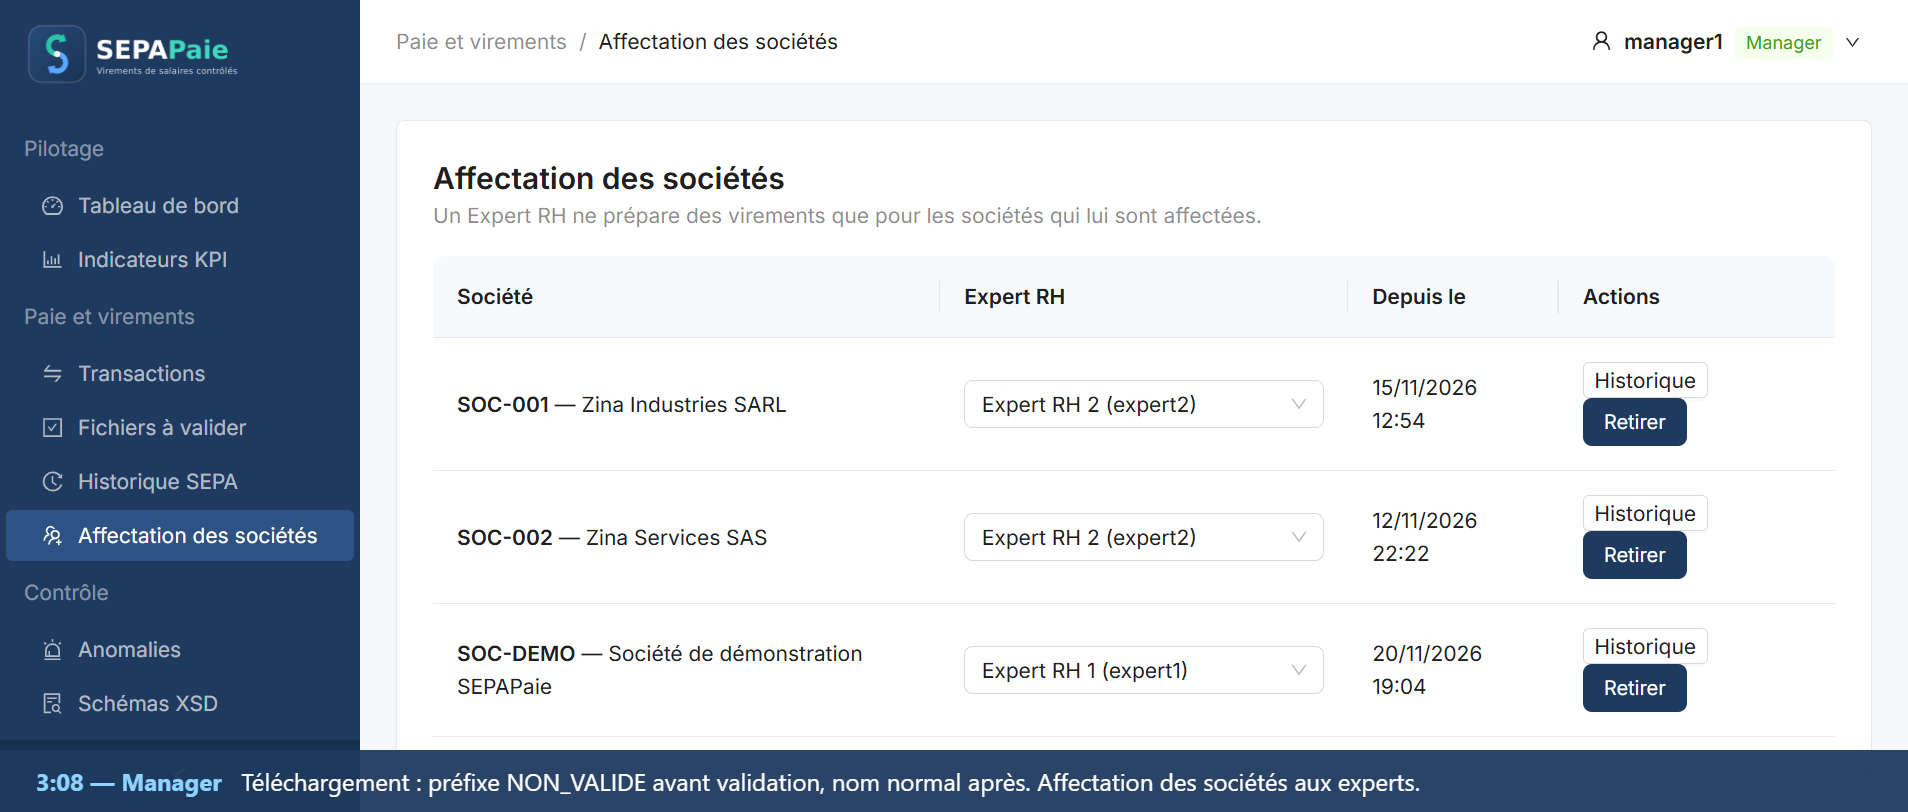 SEPAPaie
Virements de salaires contrôlés
Pilotage
Tableau de bord
Indicateurs KPI
Paie et virements
Transactions
Fichiers à valider
Historique SEPA
Affectation des sociétés
Contrôle
Anomalies
Schémas XSD
Paie et virements / Affectation des sociétés
manager1 Manager
Affectation des sociétés
Un Expert RH ne prépare des virements que pour les sociétés qui lui sont affectées.
Société Expert RH Depuis le Actions
SOC-001 — Zina Industries SARL Expert RH 2 (expert2) 15/11/2026
12:54
Historique
Retirer
SOC-002 — Zina Services SAS Expert RH 2 (expert2) 12/11/2026
22:22
Historique
Retirer
SOC-DEMO — Société de démonstration
SEPAPaie
Expert RH 1 (expert1)
20/11/2026
19:04
Historique
Retirer
3:08 — Manager Téléchargement : préfixe NON_VALIDE avant validation, nom normal après. Affectation des sociétés aux experts.